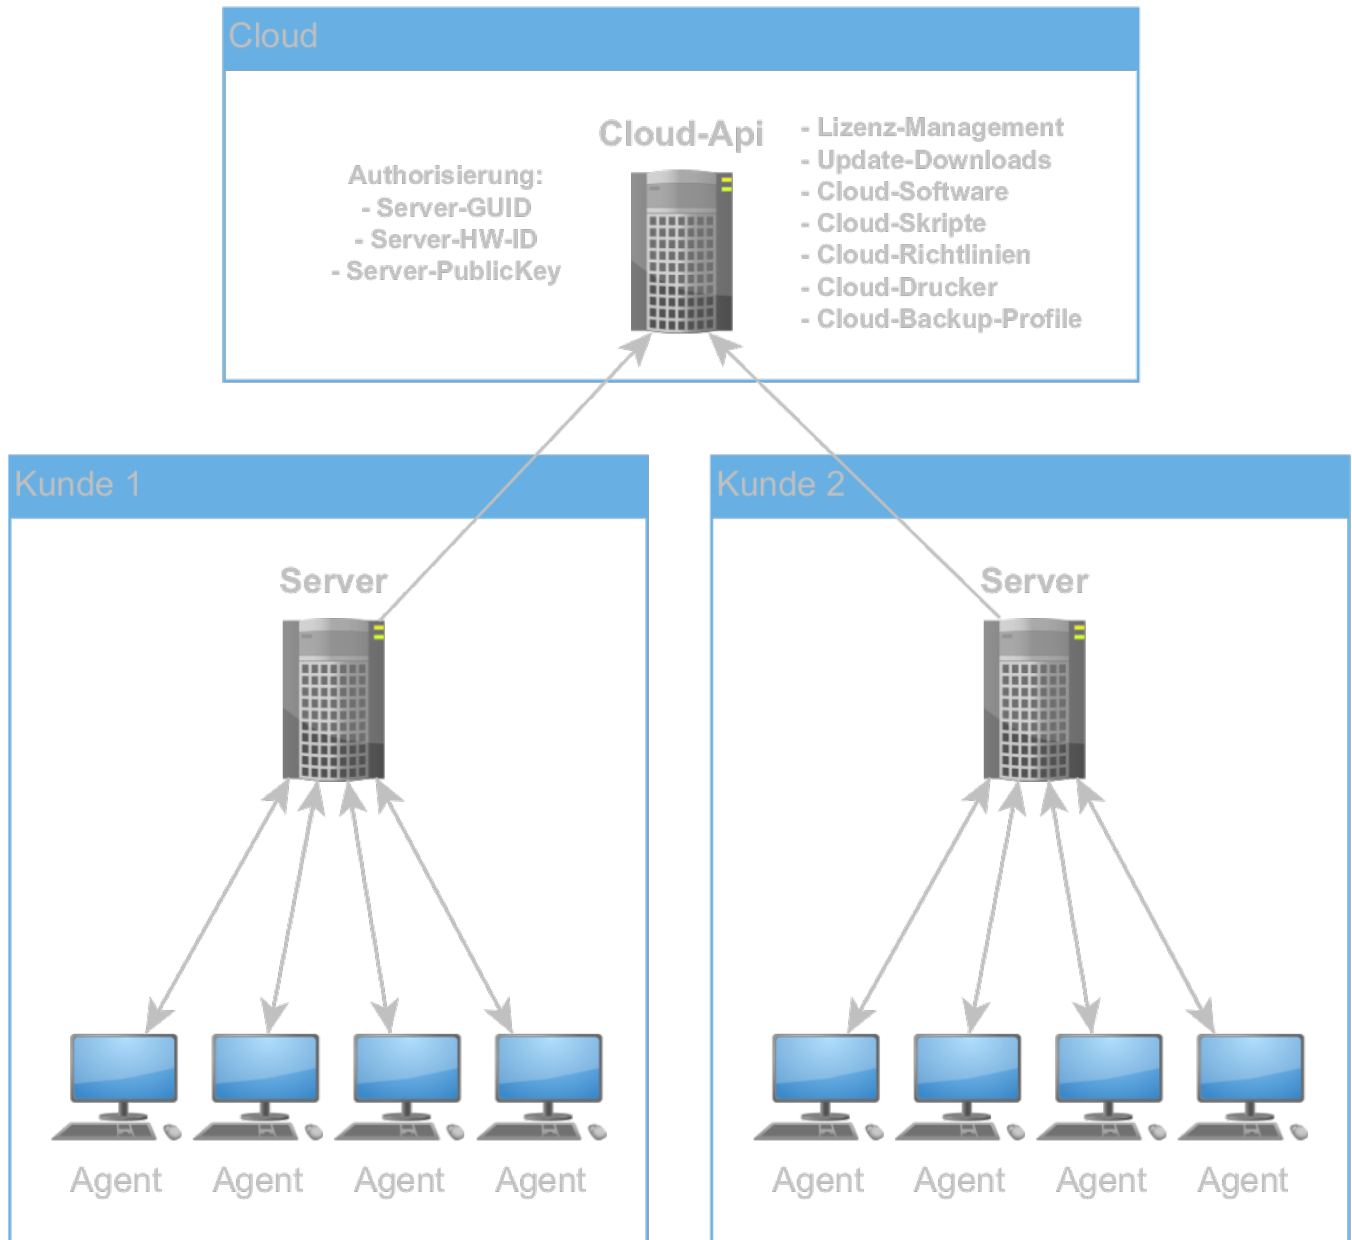 Cloud
Cloud-Api
Authorisierung:
- Server-GUID
- Server-HW-ID
- Server-PublicKey
- Lizenz-Management
- Update-Downloads
- Cloud-Software
- Cloud-Skripte
- Cloud-Richtlinien
- Cloud-Drucker
- Cloud-Backup-Profile
Kunde 1
Server
Agent
Agent
Agent
Agent
Kunde 2
Server
Agent
Agent
Agent
Agent